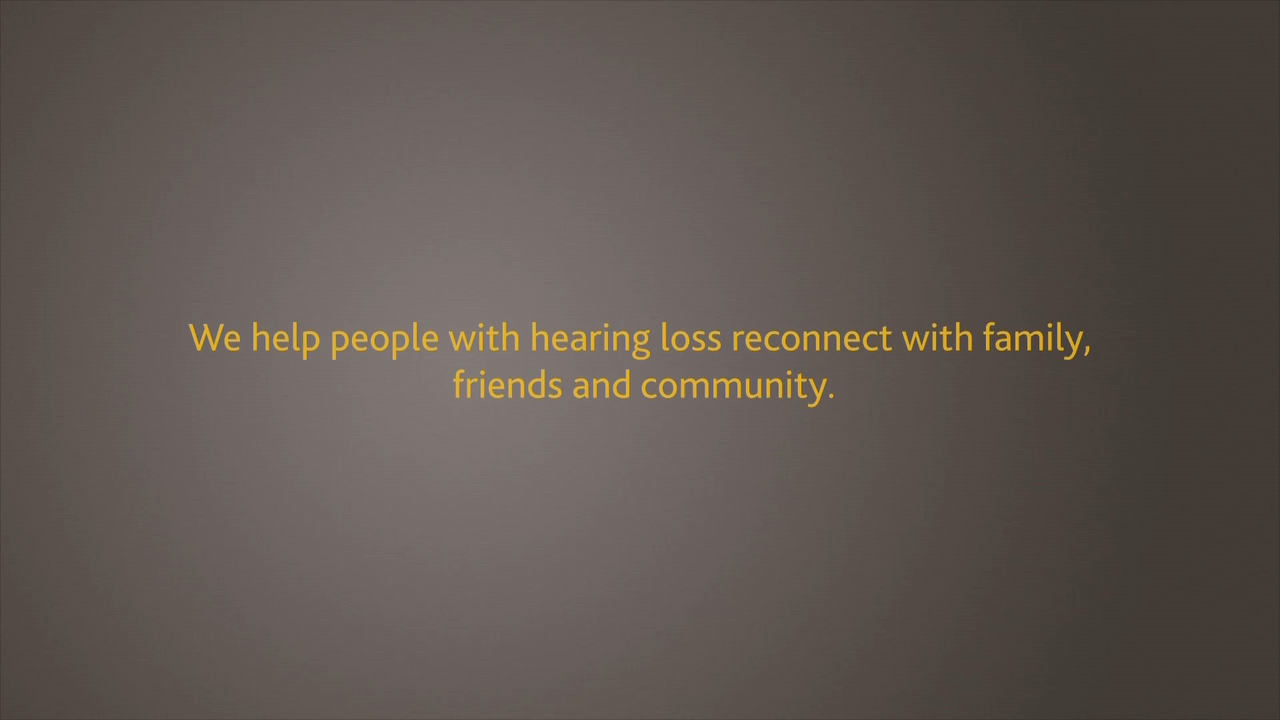 We help people with hearing loss reconnect with family,
friends and community.